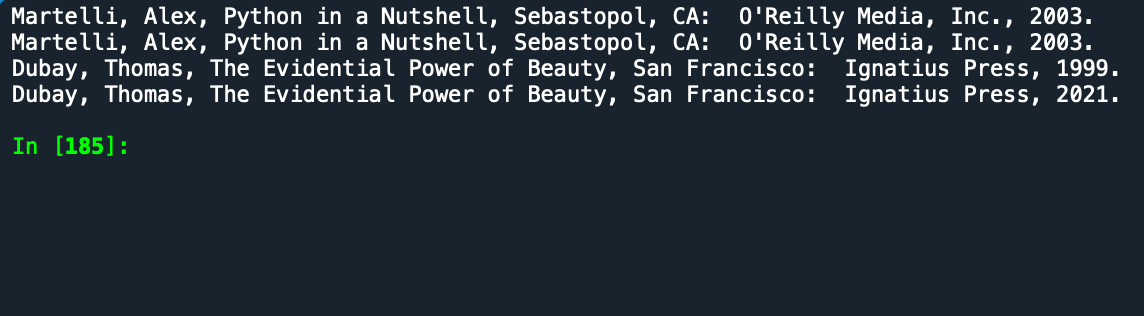 Martelli, Alex, Python in a Nutshell, Sebastopol, CA:  O'Reilly Media, Inc., 2003.
Martelli, Alex, Python in a Nutshell, Sebastopol, CA:  O'Reilly Media, Inc., 2003.
Dubay, Thomas, The Evidential Power of Beauty, San Francisco:  Ignatius Press, 1999.
Dubay, Thomas, The Evidential Power of Beauty, San Francisco:  Ignatius Press, 2021.
In [185]: